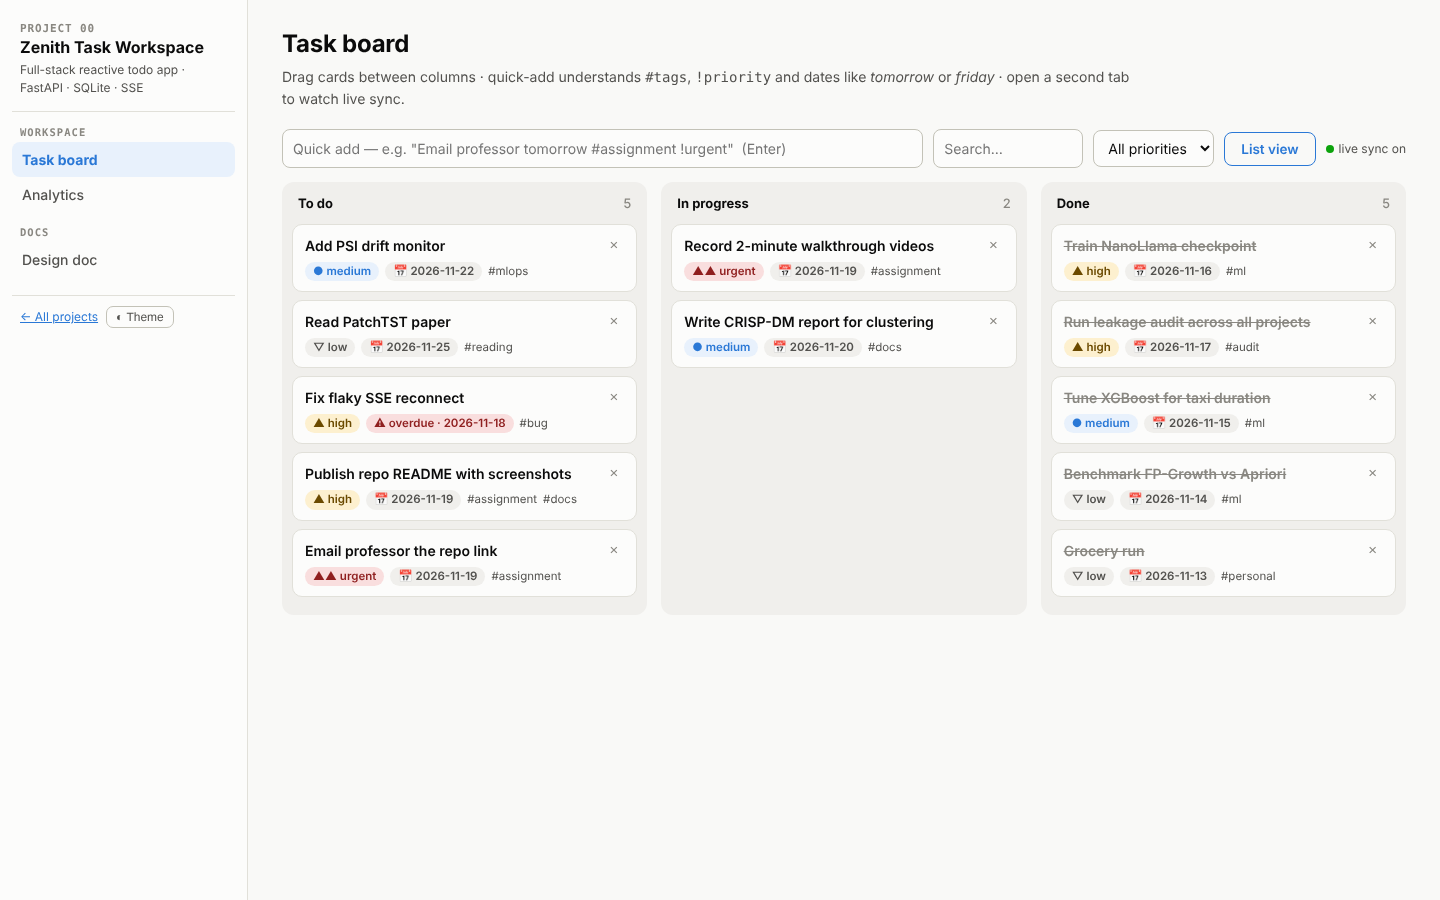 PROJECT 00
Zenith Task Workspace
Full-stack reactive todo app ·
FastAPI · SQLite · SSE
WORKSPACE
Task board
Analytics
DOCS
Design doc
← All projects
Theme
Task board
Drag cards between columns · quick-add understands #tags, !priority and dates like tomorrow or friday · open a second tab
to watch live sync.
Quick add — e.g. "Email professor tomorrow #assignment !urgent" (Enter)
Search...
All priorities
List view
live sync on
To do 5
Add PSI drift monitor ×
● medium 📅 2026-11-22 #mlops
Read PatchTST paper ×
▽ low 📅 2026-11-25 #reading
Fix flaky SSE reconnect ×
▲ high ⚠ overdue · 2026-11-18 #bug
Publish repo README with screenshots ×
▲ high 📅 2026-11-19 #assignment #docs
Email professor the repo link ×
▲▲ urgent 📅 2026-11-19 #assignment
In progress 2
Record 2-minute walkthrough videos ×
▲▲ urgent 📅 2026-11-19 #assignment
Write CRISP-DM report for clustering ×
● medium 📅 2026-11-20 #docs
Done 5
Train NanoLlama checkpoint ×
▲ high 📅 2026-11-16 #ml
Run leakage audit across all projects ×
▲ high 📅 2026-11-17 #audit
Tune XGBoost for taxi duration ×
● medium 📅 2026-11-15 #ml
Benchmark FP-Growth vs Apriori ×
▽ low 📅 2026-11-14 #ml
Grocery run ×
▽ low 📅 2026-11-13 #personal